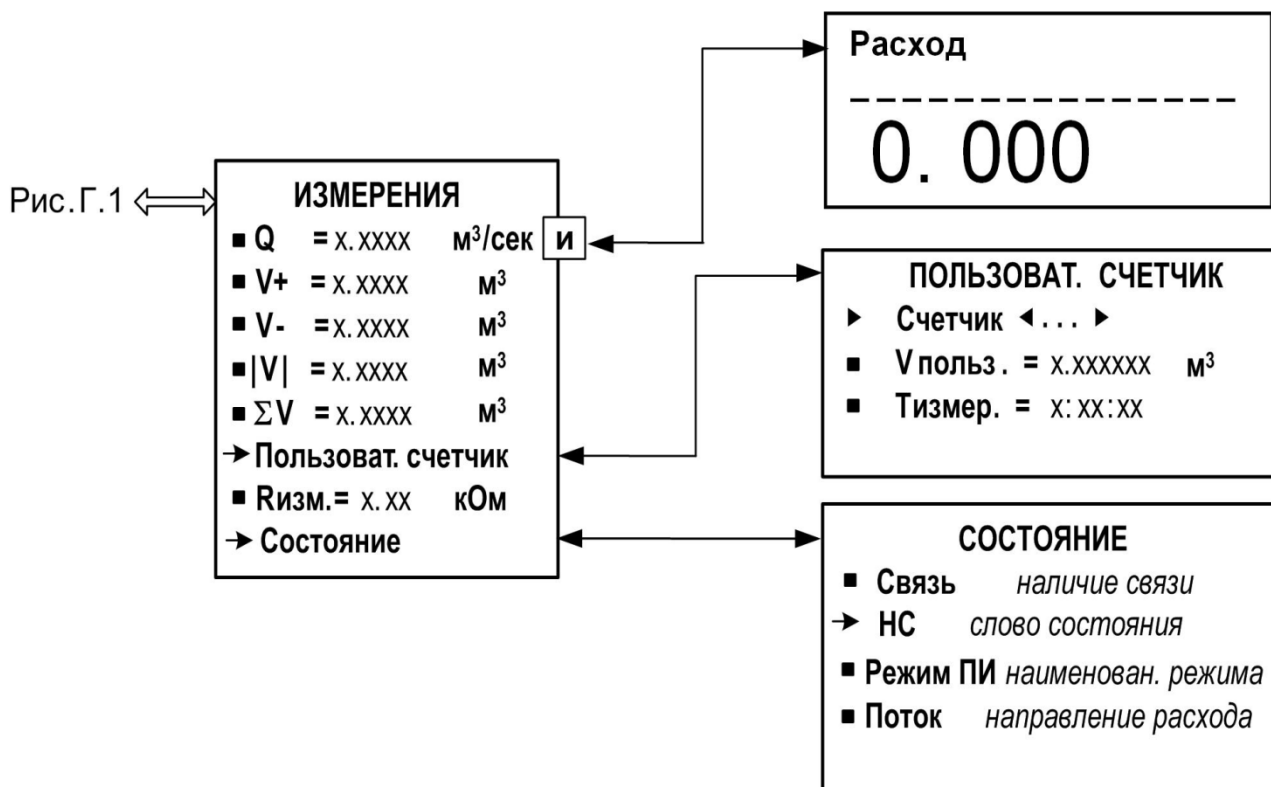 Рис.Г.1
ИЗМЕРЕНИЯ
■ Q = x.xxxx м³/сек и
■ V+ = x.xxxx м³
■ V- = x.xxxx м³
■ |V| = x.xxxx м³
■ ΣV = x.xxxx м³
→ Пользоват. счетчик
■ Rизм.= x.xx кОм
→ Состояние
Расход
_ _ _ _ _ _ _ _ _ _ _ _ _ _ _
0. 000
ПОЛЬЗОВАТ. СЧЕТЧИК
▶ Счетчик ◀... ▶
■ Vпольз. = x.xxxxxx м³
■ Tизмер. = x:xx:xx
СОСТОЯНИЕ
■ Связь наличие связи
→ НС слово состояния
■ Режим ПИ наименован. режима
■ Поток направление расхода